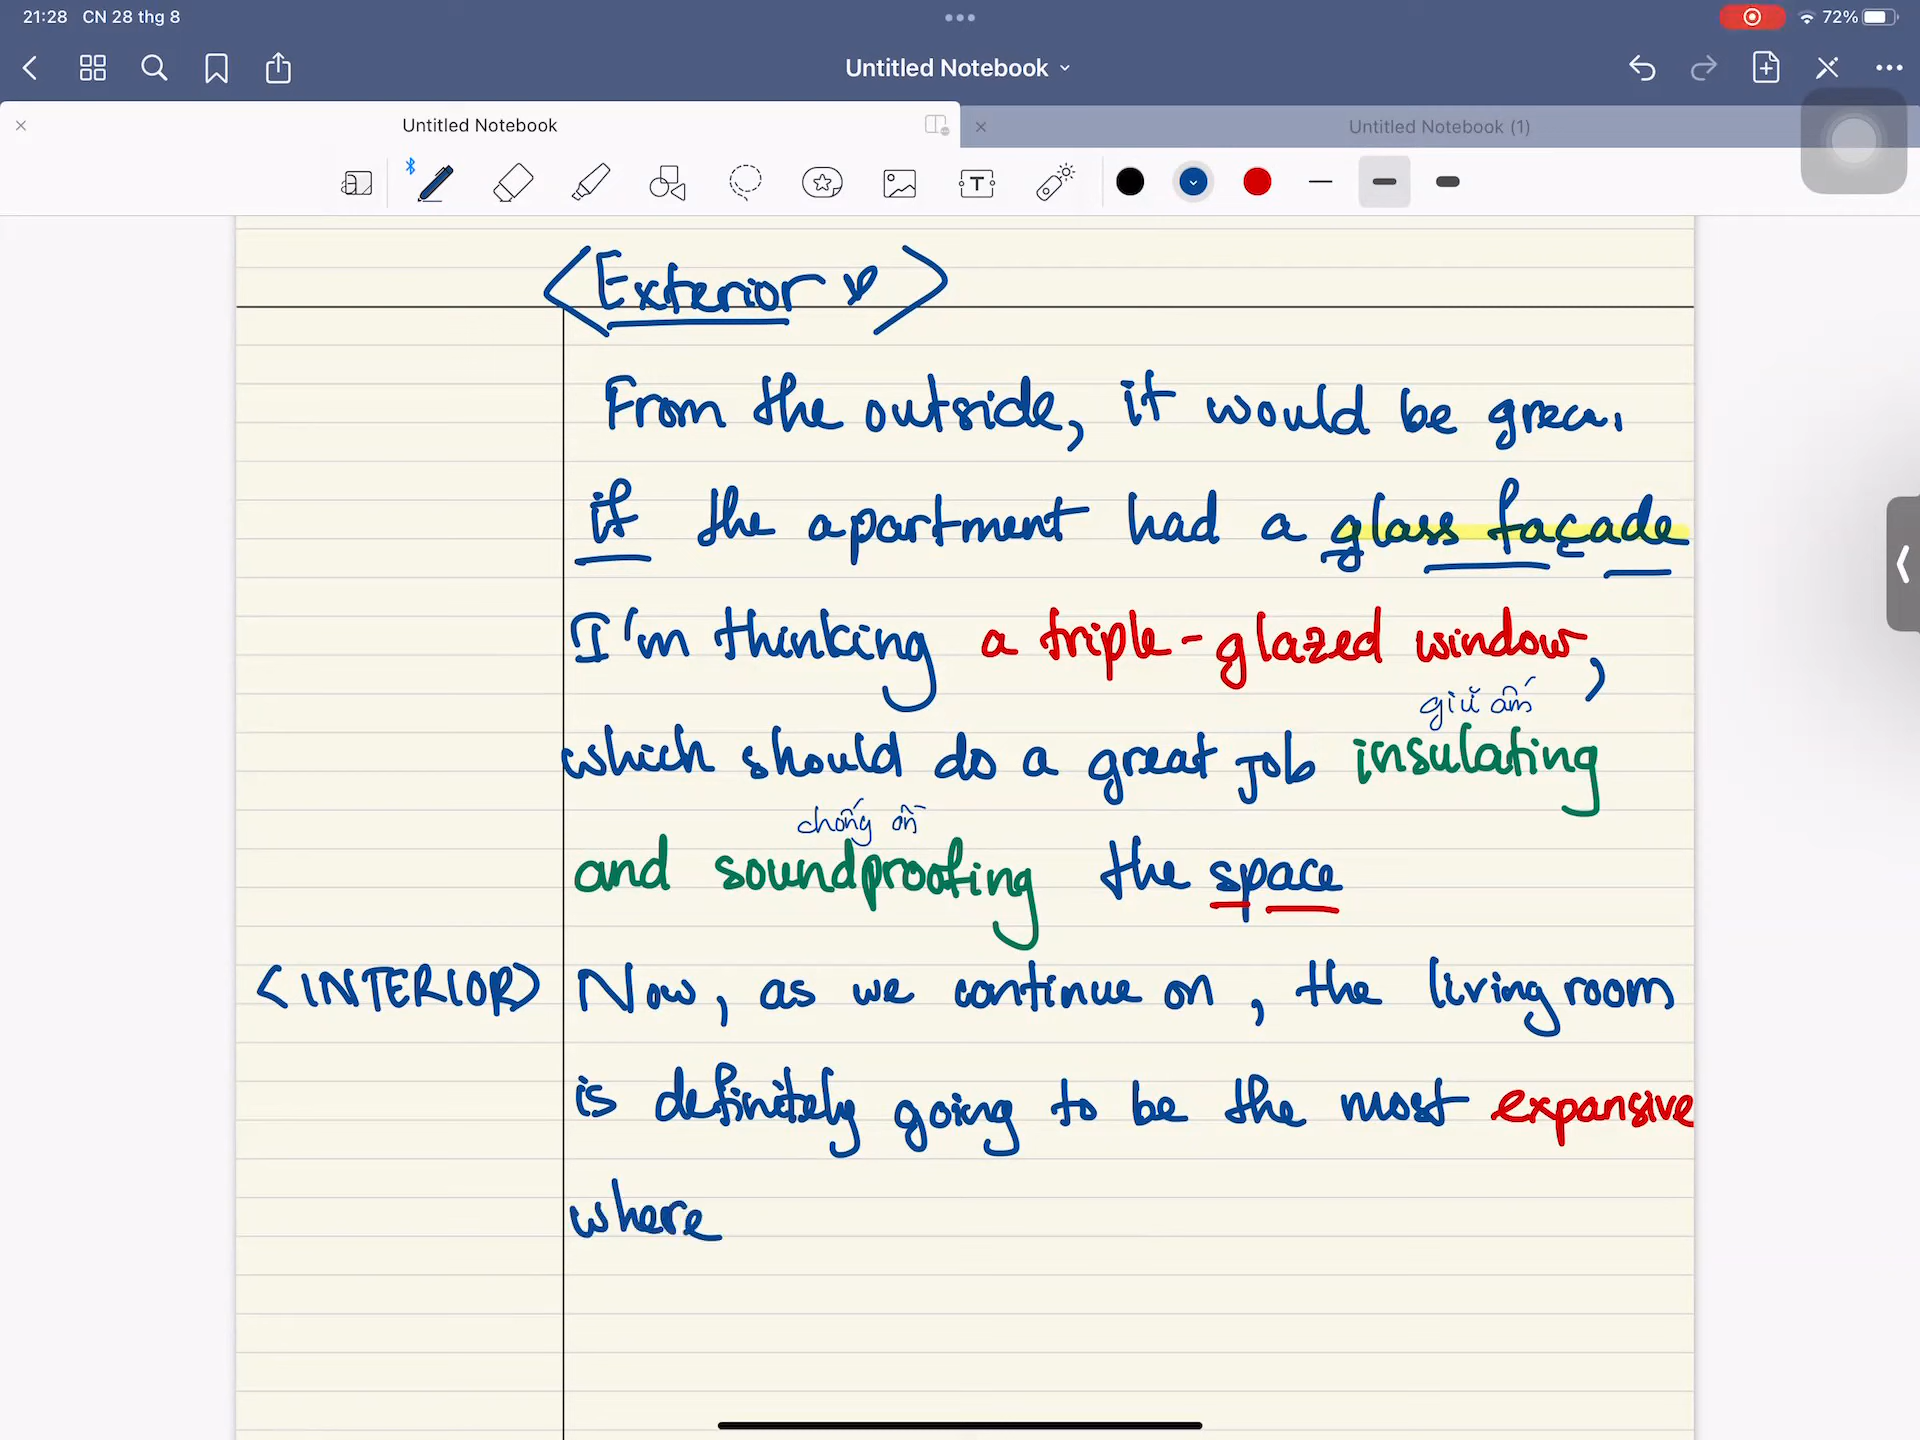 21:28 CN 28 thg 8
72%
Untitled Notebook
Untitled Notebook
Untitled Notebook (1)
<Exterior>
From the outside, it would be
if the apartment had a glass façade
I'm thinking a triple-glazed window,
giữ ấm
which should do a great job insulating
chống ồn
and soundproofing the space
<INTERIOR> Now, as we continue on, the living room
is definitely going to be the most expansive
where